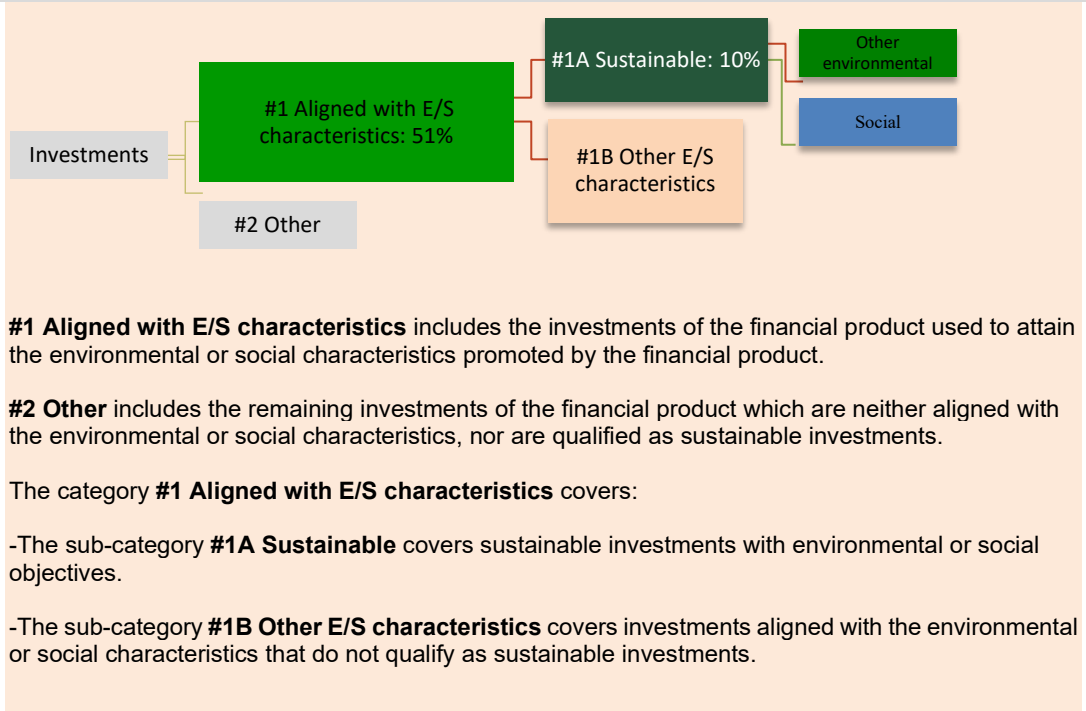 Investments
#1 Aligned with E/S
characteristics: 51%
#2 Other
#1A Sustainable: 10%
#1B Other E/S
characteristics
Other
environmental
Social
#1 Aligned with E/S characteristics includes the investments of the financial product used to attain
the environmental or social characteristics promoted by the financial product.
#2 Other includes the remaining investments of the financial product which are neither aligned with
the environmental or social characteristics, nor are qualified as sustainable investments.
The category #1 Aligned with E/S characteristics covers:
-The sub-category #1A Sustainable covers sustainable investments with environmental or social
objectives.
-The sub-category #1B Other E/S characteristics covers investments aligned with the environmental
or social characteristics that do not qualify as sustainable investments.